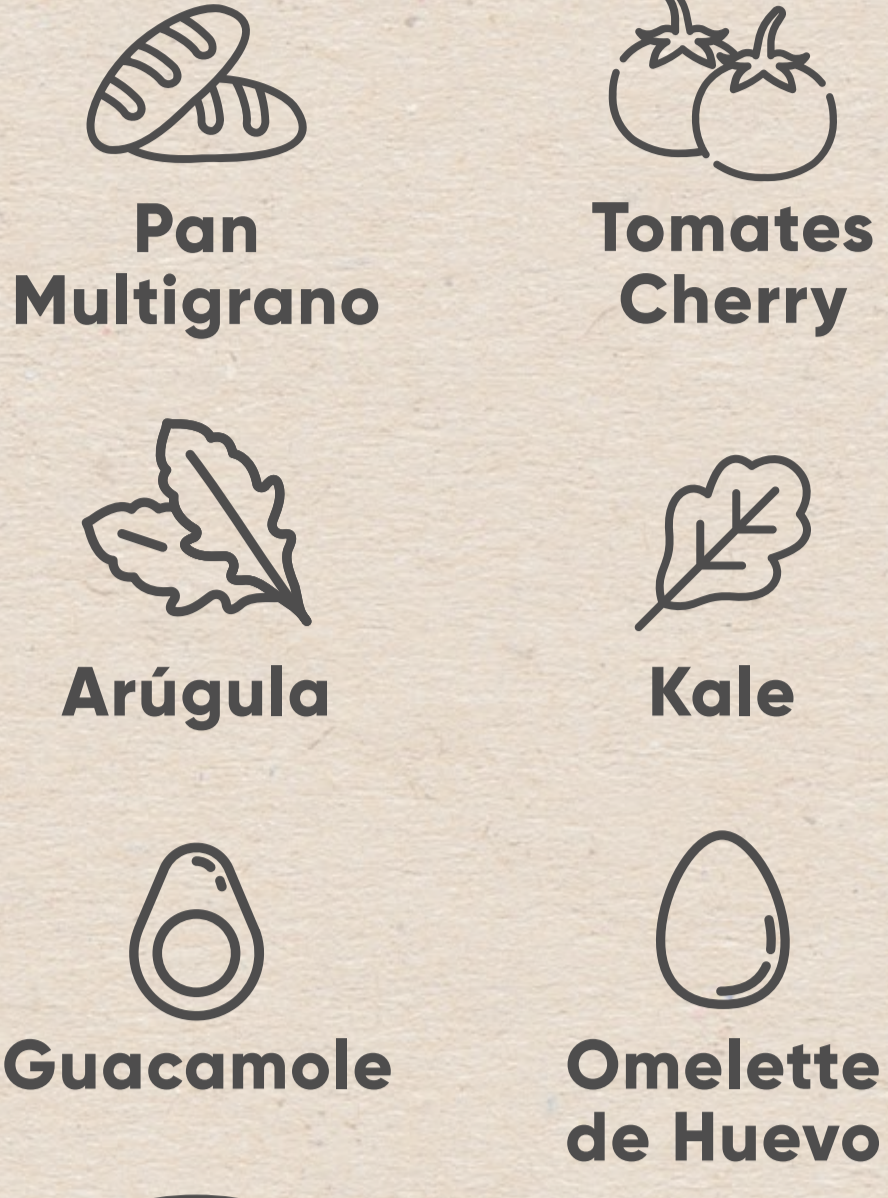 Pan
Multigrano
Tomates
Cherry
Arúgula
Kale
Guacamole
Omelette
de Huevo